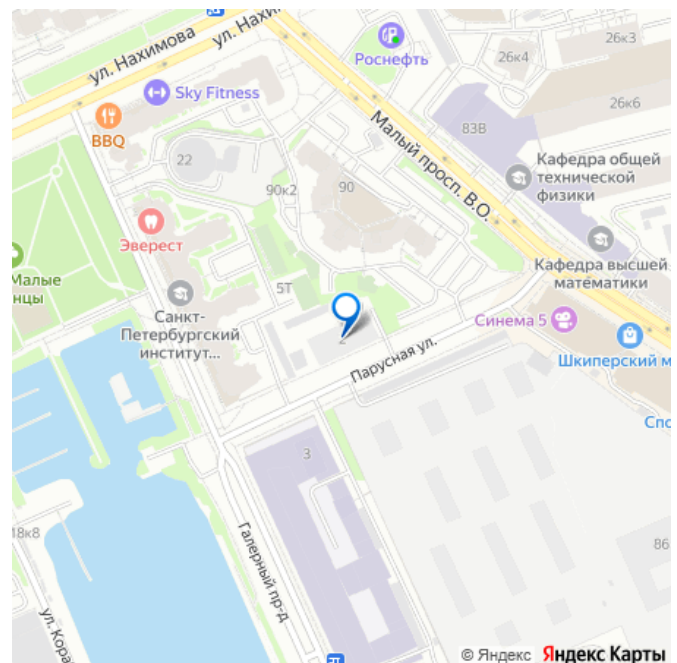 ул. Нахимова
ул. Нахи
Роснефть
26к3
26к4
Sky Fitness
26к6
BBQ
Малый просп. В.О.
83В
22
90к2
90
Кафедра общей
технической
физики
Эверест
Кафедра высшей
математики
Малые
нцы
5Т
Санкт-
Петербургский
институт...
2
Синема 5
Парусная ул.
Шкиперский м
Спо
3
18к8
Галерный пр-д
86
ул. Кора
© Яндекс Яндекс Карты